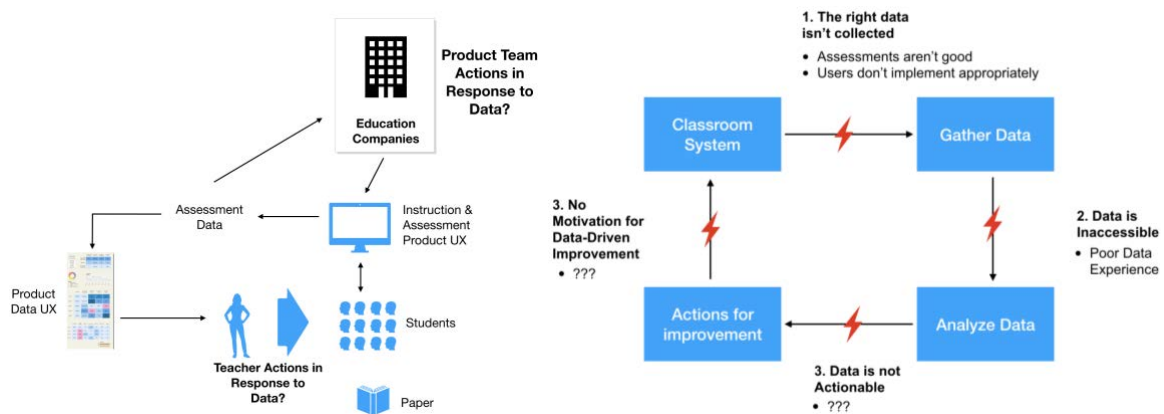 Product Team
Actions in
Response to
Data?
Education
Companies
Assessment
Data
Instruction &
Assessment
Product UX
Product
Data UX
Students
Teacher Actions in
Response to
Data?
Paper
1. The right data
isn't collected
• Assessments aren't good
• Users don't implement appropriately
Classroom
System
Gather Data
3. No
Motivation for
Data-Driven
Improvement
• ???
2. Data is
Inaccessible
• Poor Data
Experience
Actions for
improvement
Analyze Data
3. Data is not
Actionable
• ???